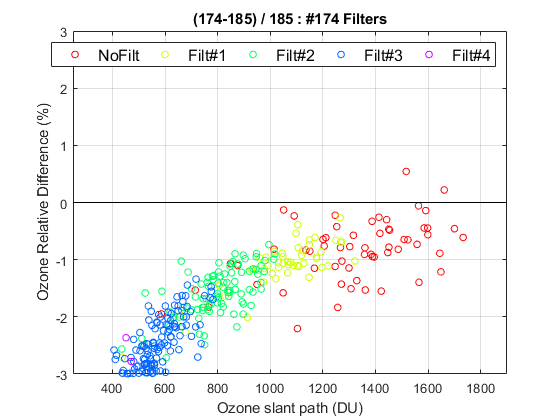 (174-185) / 185 : #174 Filters
NoFilt Filt#1 Filt#2 Filt#3 Filt#4
3
2
1
0
-1
-2
-3
Ozone Relative Difference (%)
400 600 800 1000 1200 1400 1600 1800
Ozone slant path (DU)